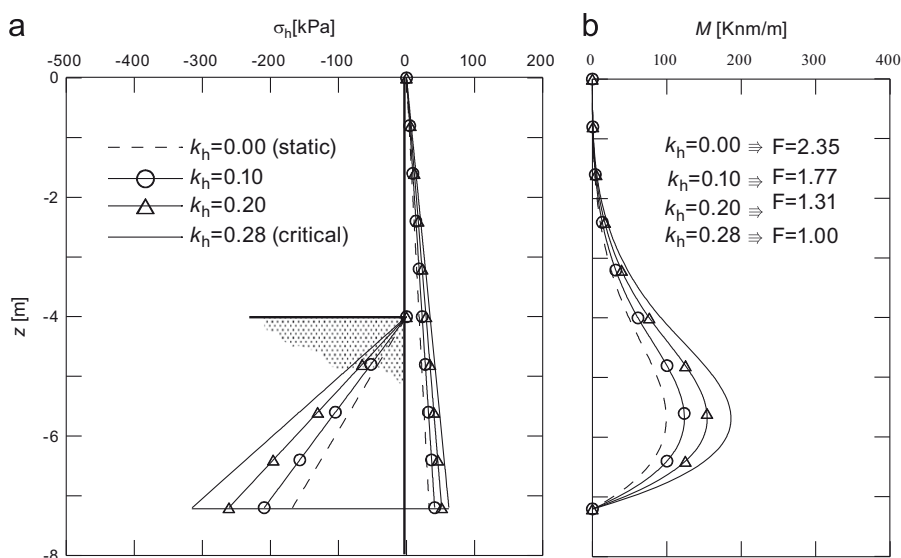 a
σh[kPa]
-500 -400 -300 -200 -100 0 100 200
0
-2
-4
-6
-8
z [m]
kh=0.00 (static)
kh=0.10
kh=0.20
kh=0.28 (critical)
b
M [Knm/m]
0 100 200 300 400
kh=0.00 ⇛ F=2.35
kh=0.10 ⇛ F=1.77
kh=0.20 ⇛ F=1.31
kh=0.28 ⇛ F=1.00